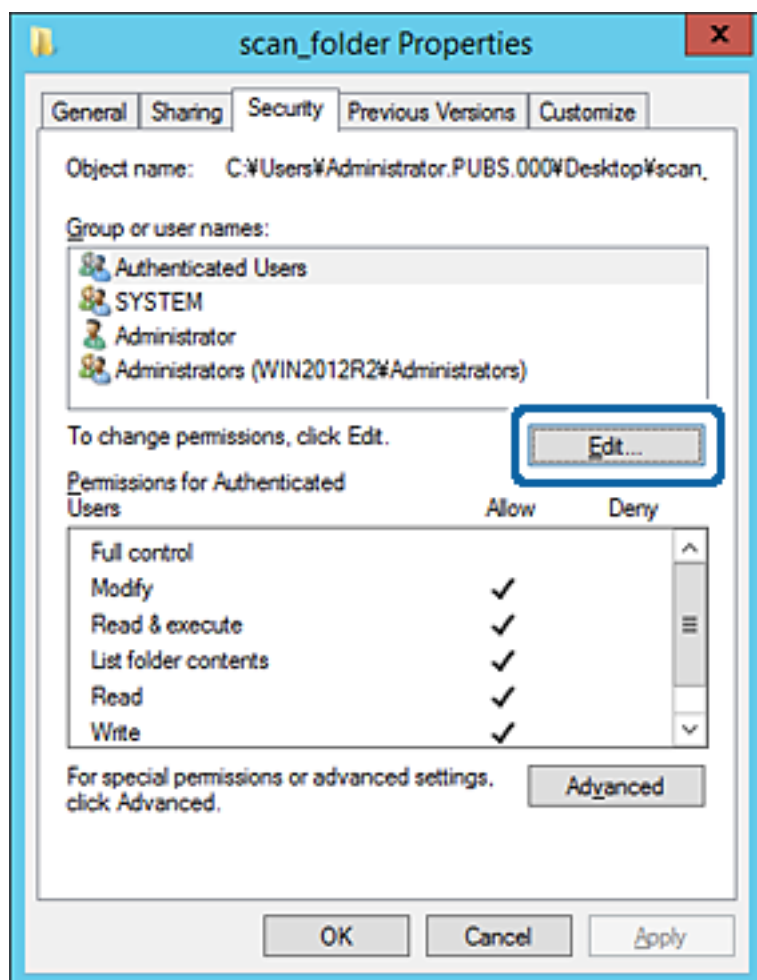 scan_folder Properties
x
General Sharing Security Previous Versions Customize
Object name: C:¥Users¥Administrator.PUBS.000¥Desktop¥scan_
Group or user names:
Authenticated Users
SYSTEM
Administrator
Administrators (WIN2012R2¥Administrators)
To change permissions, click Edit.
Edit...
Permissions for Authenticated
Users Allow Deny
Full control
Modify
Read & execute
List folder contents
Read
Write
For special permissions or advanced settings,
click Advanced.
Advanced
OK Cancel Apply